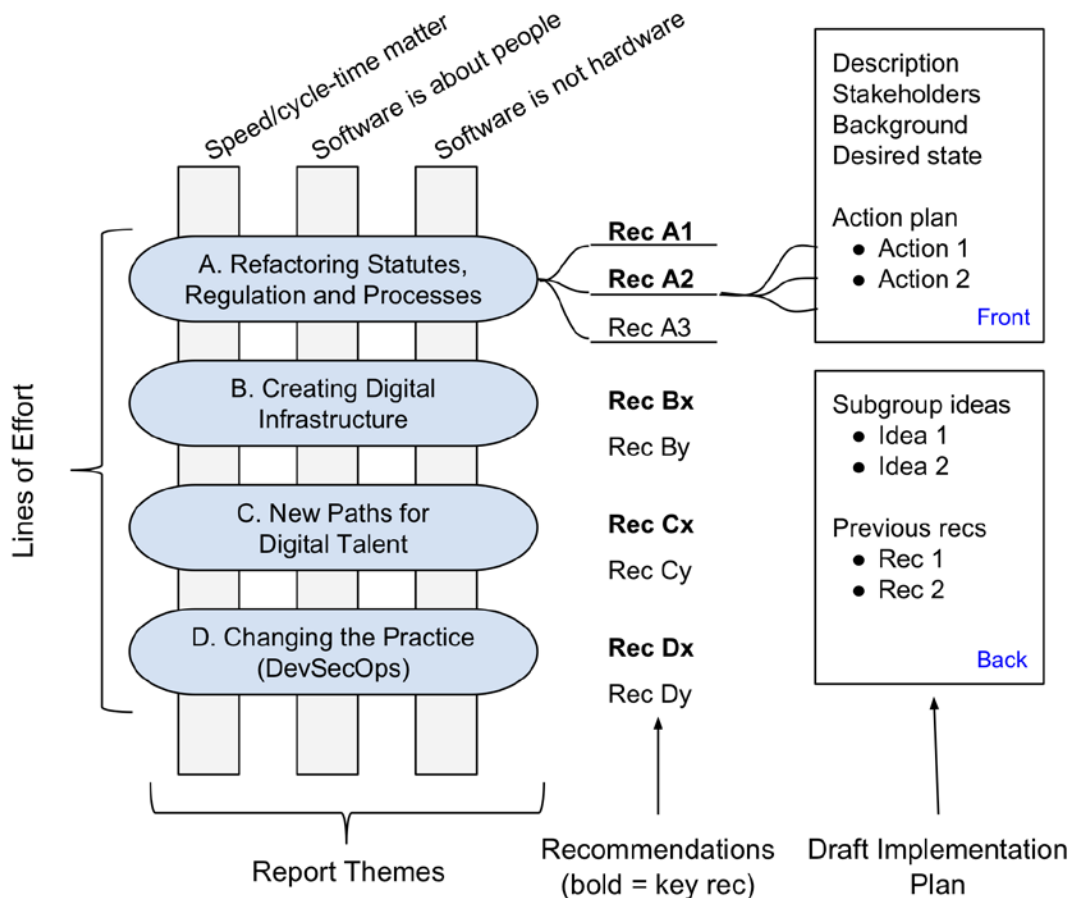 Speed/cycle-time matter
Software is about people
Software is not hardware
Lines of Effort
A. Refactoring Statutes,
Regulation and Processes
B. Creating Digital
Infrastructure
C. New Paths for
Digital Talent
D. Changing the Practice
(DevSecOps)
Report Themes
Rec A1
Rec A2
Rec A3
Rec Bx
Rec By
Rec Cx
Rec Cy
Rec Dx
Rec Dy
Recommendations
(bold = key rec)
Description
Stakeholders
Background
Desired state
Action plan
● Action 1
● Action 2
Front
Subgroup ideas
● Idea 1
● Idea 2
Previous recs
● Rec 1
● Rec 2
Back
Draft Implementation
Plan